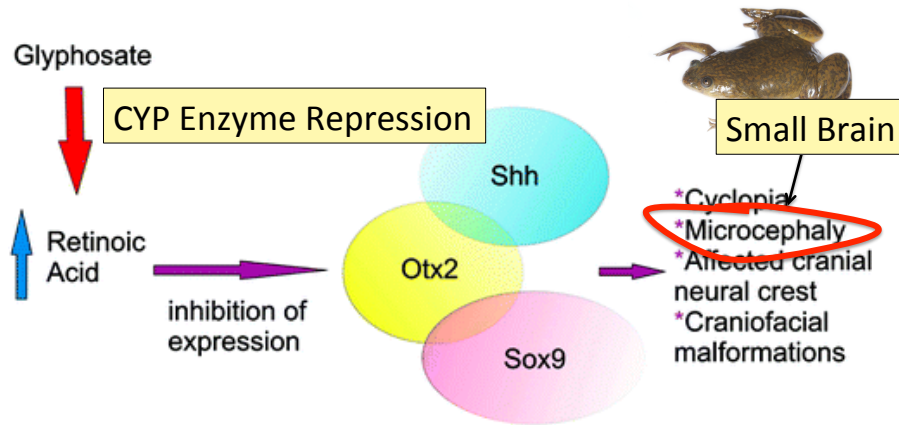 Glyphosate
CYP Enzyme Repression
Small Brain
Retinoic
Acid
inhibition of
expression
Shh
Otx2
Sox9
*Cyclopia
*Microcephaly
*Affected cranial
neural crest
*Craniofacial
malformations